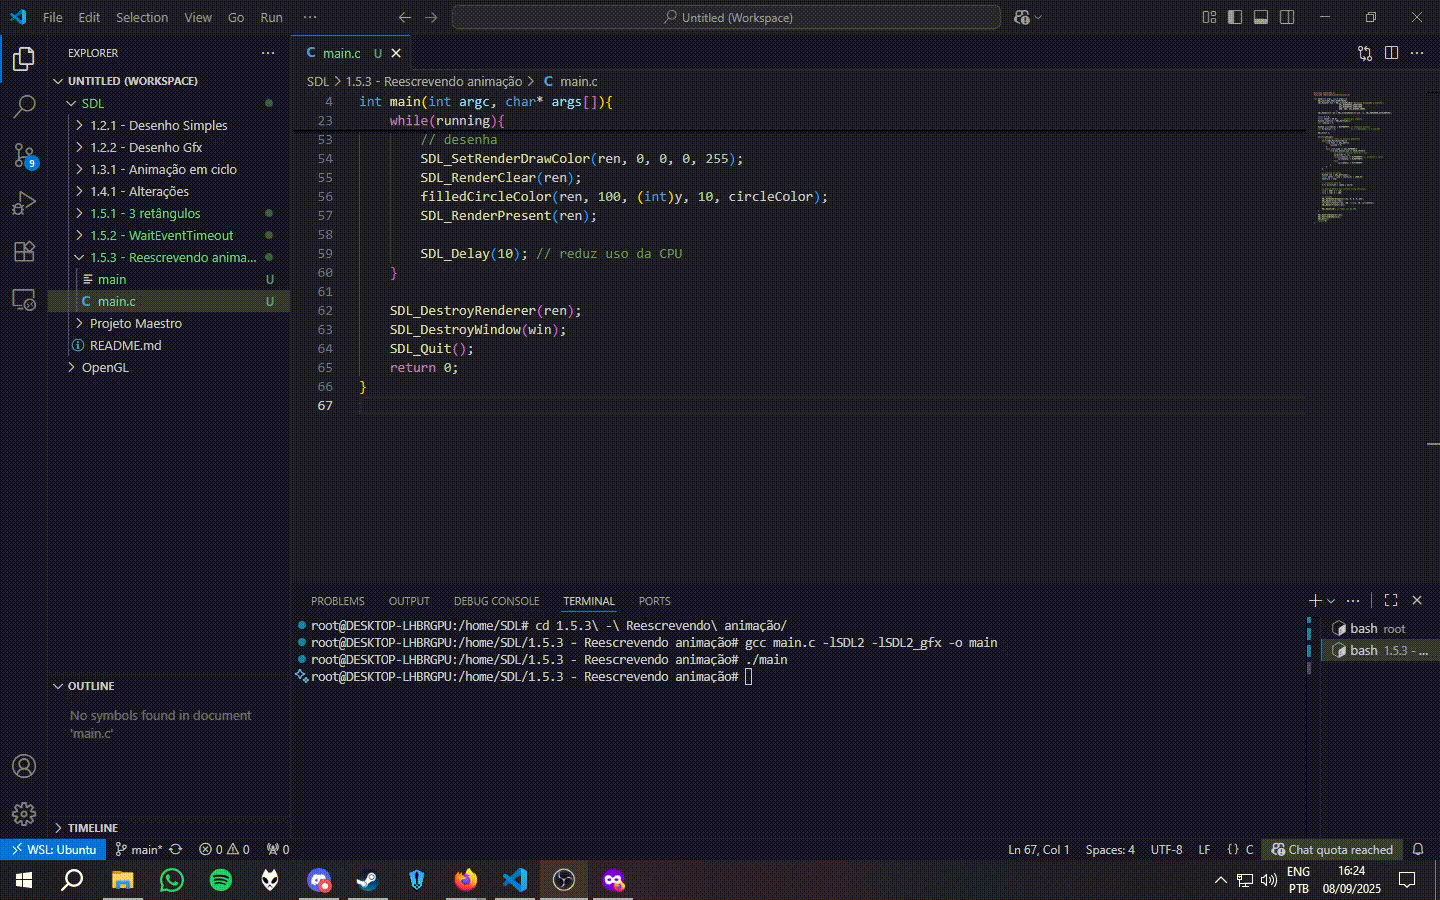 File Edit Selection View Go Run ··· Untitled (Workspace)
EXPLORER ···
UNTITLED (WORKSPACE)
SDL
1.2.1 - Desenho Simples
1.2.2 - Desenho Gfx
1.3.1 - Animação em ciclo
1.4.1 - Alterações
1.5.1 - 3 retângulos
1.5.2 - WaitEventTimeout
1.5.3 - Reescrevendo anima...
main U
C main.c U
Projeto Maestro
README.md
OpenGL
9
OUTLINE
No symbols found in document
'main.c'
TIMELINE
C main.c U
SDL > 1.5.3 - Reescrevendo animação > C main.c
4 int main(int argc, char* args[]){
23 while(running){
53 // desenha
54 SDL_SetRenderDrawColor(ren, 0, 0, 0, 255);
55 SDL_RenderClear(ren);
56 filledCircleColor(ren, 100, (int)y, 10, circleColor);
57 SDL_RenderPresent(ren);
58
59 SDL_Delay(10); // reduz uso da CPU
60 }
61
62 SDL_DestroyRenderer(ren);
63 SDL_DestroyWindow(win);
64 SDL_Quit();
65 return 0;
66 }
67
PROBLEMS OUTPUT DEBUG CONSOLE TERMINAL PORTS
root@DESKTOP-LHBRGPU:/home/SDL# cd 1.5.3\ -\ Reescrevendo\ animação/
root@DESKTOP-LHBRGPU:/home/SDL/1.5.3 - Reescrevendo animação# gcc main.c -lSDL2 -lSDL2_gfx -o main
root@DESKTOP-LHBRGPU:/home/SDL/1.5.3 - Reescrevendo animação# ./main
root@DESKTOP-LHBRGPU:/home/SDL/1.5.3 - Reescrevendo animação#
bash root
bash 1.5.3 - ...
WSL: Ubuntu main* 0 0 0 Ln 67, Col 1 Spaces: 4 UTF-8 LF {} C Chat quota reached
ENG
PTB
16:24
08/09/2025